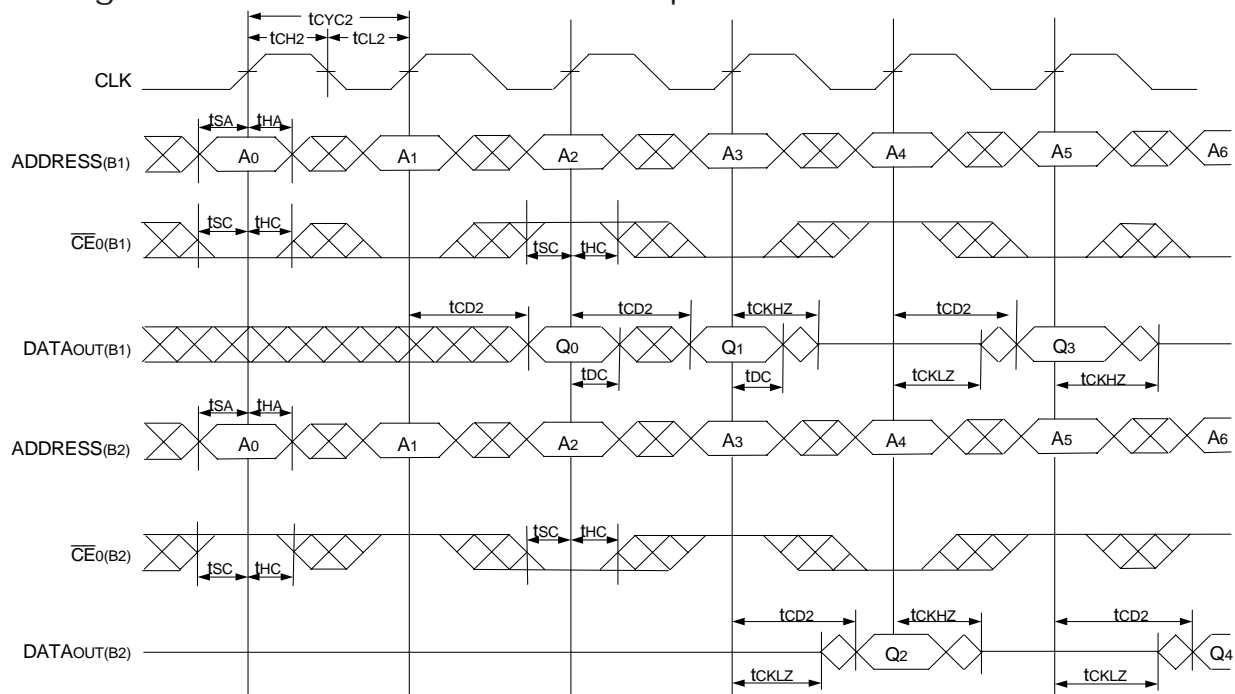 tCYC2
tCH2 tCL2
CLK
tSA tHA
ADDRESS(B1) A0 A1 A2 A3 A4 A5 A6
tSC tHC
CE0(B1) tSC tHC
tCD2 tCD2 tCKHZ tCD2
DATAOUT(B1) Q0 Q1 Q3
tDC tDC tCKLZ tCKHZ
tSA tHA
ADDRESS(B2) A0 A1 A2 A3 A4 A5 A6
tSC tHC
CE0(B2)
tSC tHC
tCD2 tCKHZ tCD2
DATAOUT(B2) Q2 Q4
tCKLZ tCKLZ